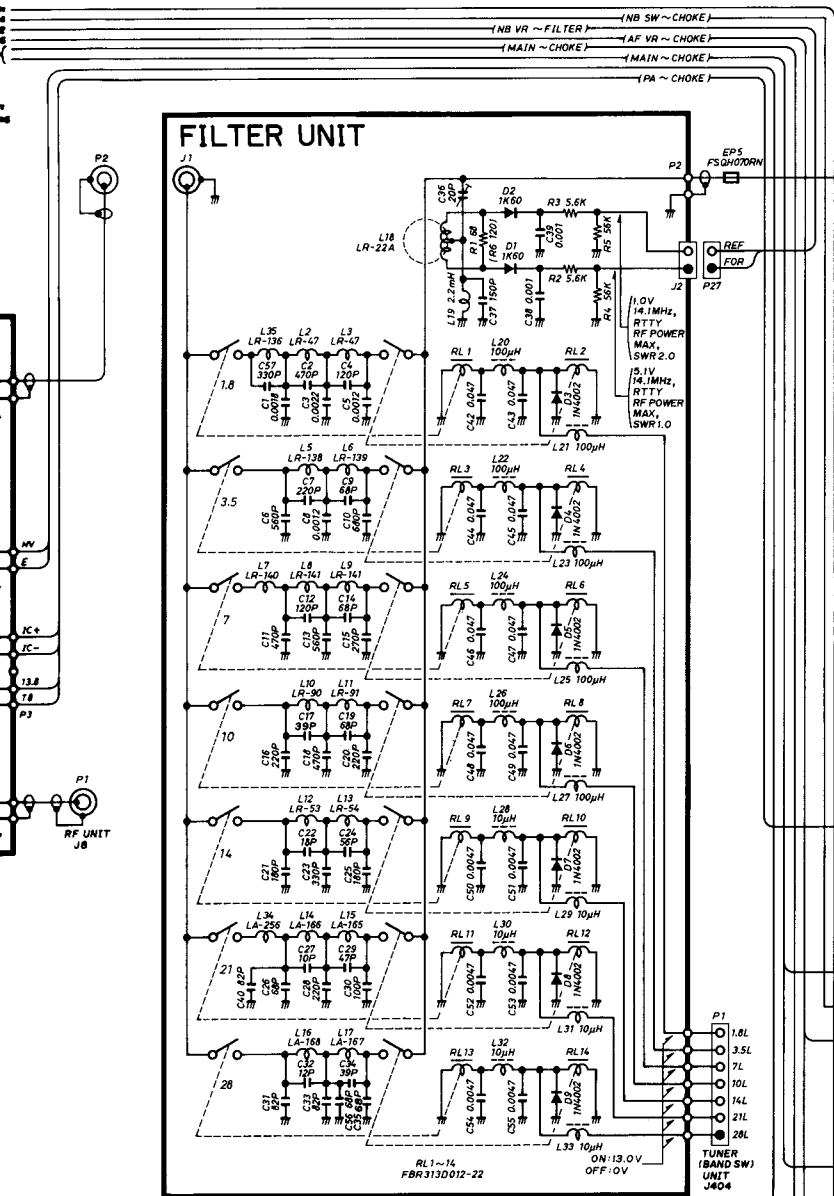 (NB SW ~ CHOKE)
(NB VR ~ FILTER)
(AF VR ~ CHOKE)
(MAIN ~ CHOKE)
(MAIN ~ CHOKE)
(PA ~ CHOKE)
FILTER UNIT
P2
J1
P2
EP5
FSQH070RN
C36
20P
D2
1K60
R3 5.6K
L18
LR-22A
R1 68
(R6 120)
D1
1K60
C39
0.001
R5 56K
REF
FOR
R2 5.6K
J2
P27
L19 2.2mH
C37 150P
C38 0.001
R4 56K
1.0V
14.1MHz,
RTTY
RF POWER
MAX,
SWR 2.0
5.1V
14.1MHz,
RTTY
RF POWER
MAX,
SWR 1.0
L35
LR-136
L2
LR-47
L3
LR-47
C57
330P
C2
470P
C4
120P
1.8
C1
0.0018
C3
0.0022
C5
0.0012
RL1
L20
100μH
RL2
C42 0.047
C43 0.047
D3
1N4002
L21 100μH
L5
LR-138
L6
LR-139
C7
220P
C9
68P
3.5
C6
560P
C8
0.0012
C10
680P
RL3
L22
100μH
RL4
C44 0.047
C45 0.047
D4
1N4002
L23 100μH
HV
E
L7
LR-140
L8
LR-141
L9
LR-141
C12
120P
C14
68P
7
C11
470P
C13
560P
C15
270P
RL5
L24
100μH
RL6
C46 0.047
C47 0.047
D5
1N4002
L25 100μH
IC+
IC-
13.8
T8
P3
L10
LR-90
L11
LR-91
C17
39P
C19
68P
10
C16
220P
C18
470P
C20
220P
RL7
L26
100μH
RL8
C48 0.047
C49 0.047
D6
1N4002
L27 100μH
P1
RF UNIT
J8
L12
LR-53
L13
LR-54
C22
18P
C24
56P
14
C21
180P
C23
330P
C25
180P
RL9
L28
10μH
RL10
C50 0.0047
C51 0.0047
D7
1N4002
L29 10μH
L34
LA-256
L14
LA-166
L15
LA-165
C27
10P
C29
47P
21
C40 82P
C26
68P
C28
220P
C30
100P
RL11
L30
10μH
RL12
C52 0.0047
C53 0.0047
D8
1N4002
L31 10μH
L16
LA-168
L17
LA-167
C32
12P
C34
39P
28
C31
82P
C33
82P
C56 68P
C35 68P
RL13
L32
10μH
RL14
C54 0.0047
C55 0.0047
D9
1N4002
L33 10μH
P1
1.8L
3.5L
7L
10L
14L
21L
28L
RL1~14
FBR313D012-22
ON:13.0V
OFF:0V
TUNER
(BAND SW)
UNIT
J404